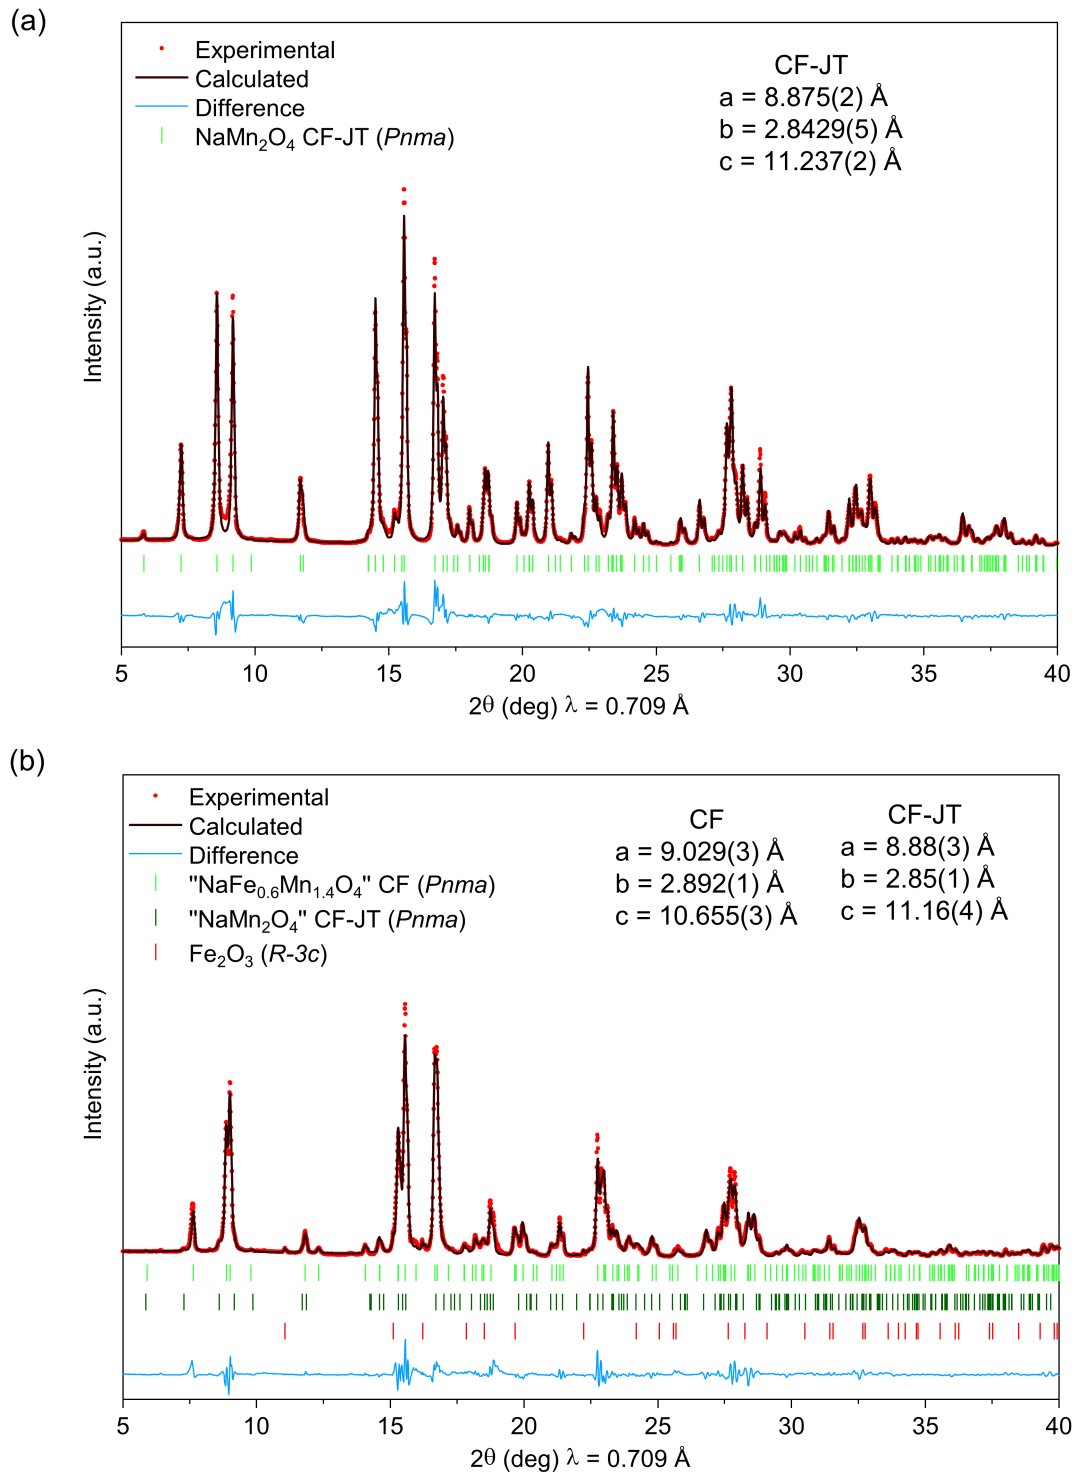 (a)
Experimental
Calculated
Difference
NaMn₂O₄ CF-JT (Pnma)
CF-JT
a = 8.875(2) Å
b = 2.8429(5) Å
c = 11.237(2) Å
Intensity (a.u.)
5 10 15 20 25 30 35 40
2θ (deg) λ = 0.709 Å
(b)
Experimental
Calculated
Difference
"NaFe₀.₆Mn₁.₄O₄" CF (Pnma)
"NaMn₂O₄" CF-JT (Pnma)
Fe₂O₃ (R-3c)
CF
a = 9.029(3) Å
b = 2.892(1) Å
c = 10.655(3) Å
CF-JT
a = 8.88(3) Å
b = 2.85(1) Å
c = 11.16(4) Å
Intensity (a.u.)
5 10 15 20 25 30 35 40
2θ (deg) λ = 0.709 Å